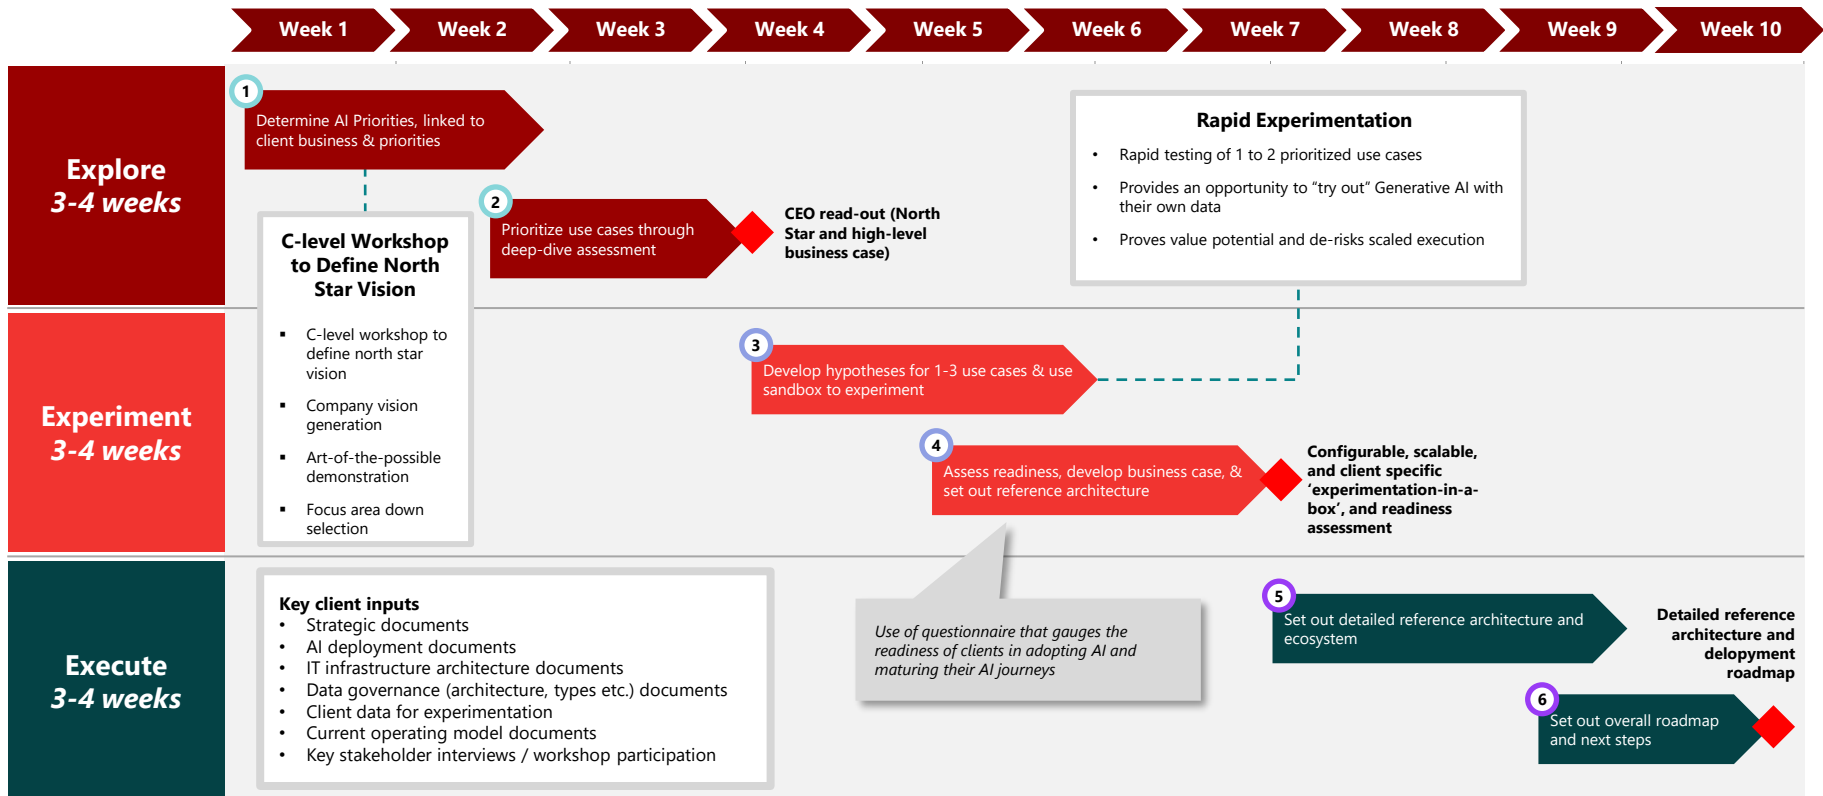 Week 1
Week 2
Week 3
Week 4
Week 5
Week 6
Week 7
Week 8
Week 9
Week 10
Explore
3-4 weeks
1
Determine AI Priorities, linked to
client business & priorities
2
Prioritize use cases through
deep-dive assessment
CEO read-out (North
Star and high-level
business case)
Rapid Experimentation
• Rapid testing of 1 to 2 prioritized use cases
• Provides an opportunity to “try out“ Generative AI with
their own data
• Proves value potential and de-risks scaled execution
C-level Workshop
to Define North
Star Vision
▪ C-level workshop to
define north star
vision
▪ Company vision
generation
▪ Art-of-the-possible
demonstration
▪ Focus area down
selection
Experiment
3-4 weeks
3
Develop hypotheses for 1-3 use cases & use
sandbox to experiment
4
Assess readiness, develop business case, &
set out reference architecture
Configurable, scalable,
and client specific
‘experimentation-in-a-
box’, and readiness
assessment
Execute
3-4 weeks
Key client inputs
• Strategic documents
• AI deployment documents
• IT infrastructure architecture documents
• Data governance (architecture, types etc.) documents
• Client data for experimentation
• Current operating model documents
• Key stakeholder interviews / workshop participation
Use of questionnaire that gauges the
readiness of clients in adopting AI and
maturing their AI journeys
5
Set out detailed reference architecture and
ecosystem
Detailed reference
architecture and
delopyment
roadmap
6
Set out overall roadmap
and next steps